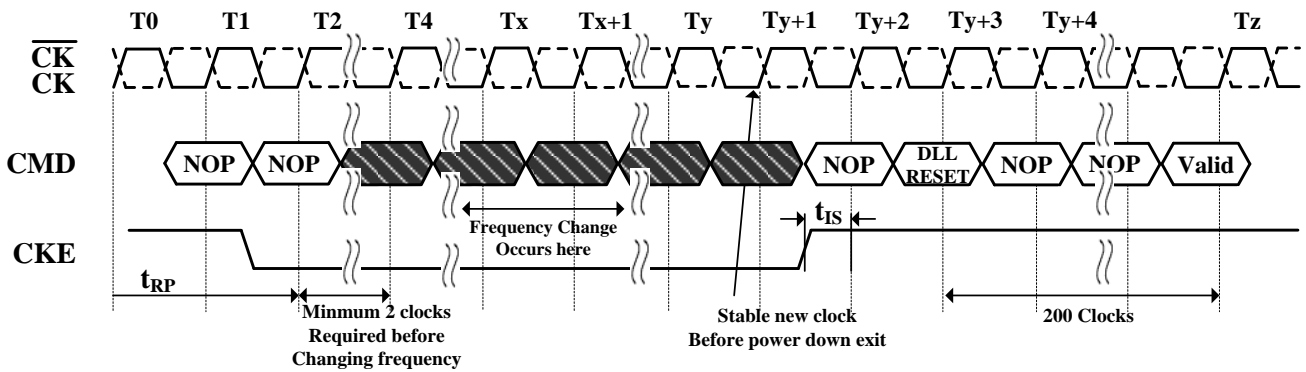 T0 T1 T2 T4 Tx Tx+1 Ty Ty+1 Ty+2 Ty+3 Ty+4 Tz
CK
CK
CMD NOP NOP NOP DLL RESET NOP NOP Valid
tIS
Frequency Change
Occurs here
CKE
tRP
Minmum 2 clocks
Required before
Changing frequency
Stable new clock
Before power down exit
200 Clocks